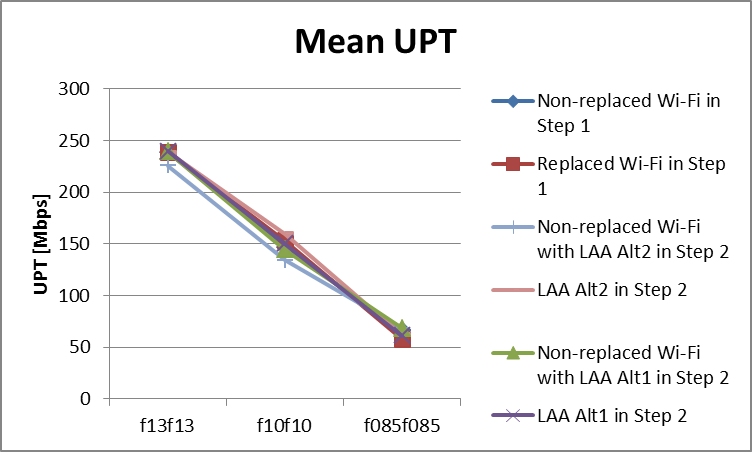 Mean UPT
300
250
200
150
100
50
0
UPT [Mbps]
f13f13
f10f10
f085f085
Non-replaced Wi-Fi in
Step 1
Replaced Wi-Fi in Step
1
Non-replaced Wi-Fi
with LAA Alt2 in Step 2
LAA Alt2 in Step 2
Non-replaced Wi-Fi
with LAA Alt1 in Step 2
LAA Alt1 in Step 2